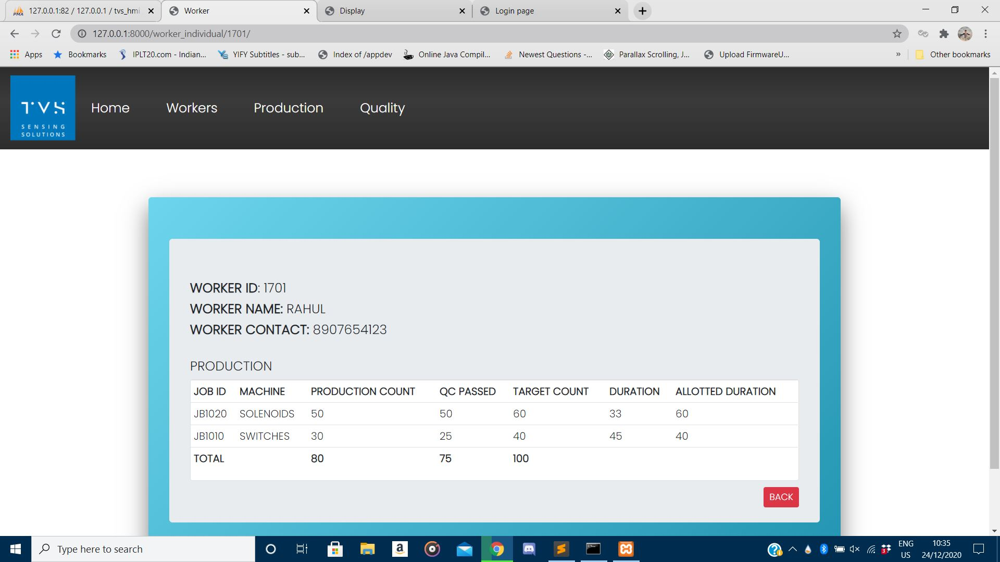 127.0.0.1:82 / 127.0.0.1 / tvs_hmi
Worker
Display
Login page
127.0.0.1:8000/worker_individual/1701/
Apps
Bookmarks
IPLT20.com - Indian...
YIFY Subtitles - sub...
Index of /appdev
Online Java Compil...
Newest Questions -...
Parallax Scrolling, J...
Upload FirmwareU...
»
Other bookmarks
TVS
SENSING
SOLUTIONS
Home
Workers
Production
Quality
WORKER ID: 1701
WORKER NAME: RAHUL
WORKER CONTACT: 8907654123
PRODUCTION
JOB ID MACHINE PRODUCTION COUNT QC PASSED TARGET COUNT DURATION ALLOTTED DURATION
JB1020 SOLENOIDS 50 50 60 33 60
JB1010 SWITCHES 30 25 40 45 40
TOTAL 80 75 100
BACK
Type here to search
ENG
US
10:35
24/12/2020